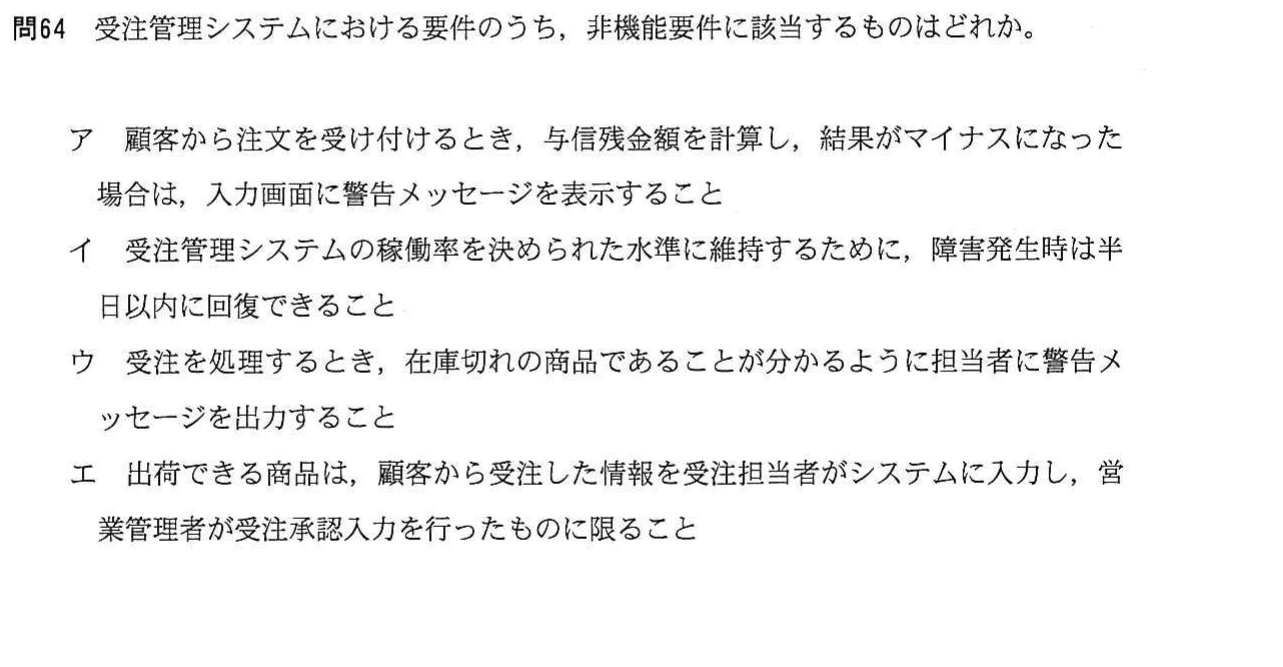 問64 受注管理システムにおける要件のうち，非機能要件に該当するものはどれか。
ア 顧客から注文を受け付けるとき，与信残金額を計算し，結果がマイナスになった
場合は，入力画面に警告メッセージを表示すること
イ 受注管理システムの稼働率を決められた水準に維持するために，障害発生時は半
日以内に回復できること
ウ 受注を処理するとき，在庫切れの商品であることが分かるように担当者に警告メ
ッセージを出力すること
エ 出荷できる商品は，顧客から受注した情報を受注担当者がシステムに入力し，営
業管理者が受注承認入力を行ったものに限ること